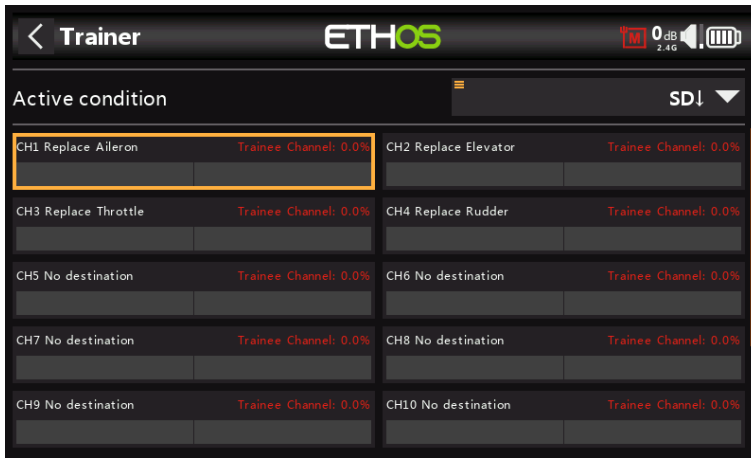 Trainer
ETHOS
M
0dB
2.4G
Active condition
SD↓
CH1 Replace Aileron Trainee Channel: 0.0%
CH2 Replace Elevator Trainee Channel: 0.0%
CH3 Replace Throttle Trainee Channel: 0.0%
CH4 Replace Rudder Trainee Channel: 0.0%
CH5 No destination Trainee Channel: 0.0%
CH6 No destination Trainee Channel: 0.0%
CH7 No destination Trainee Channel: 0.0%
CH8 No destination Trainee Channel: 0.0%
CH9 No destination Trainee Channel: 0.0%
CH10 No destination Trainee Channel: 0.0%